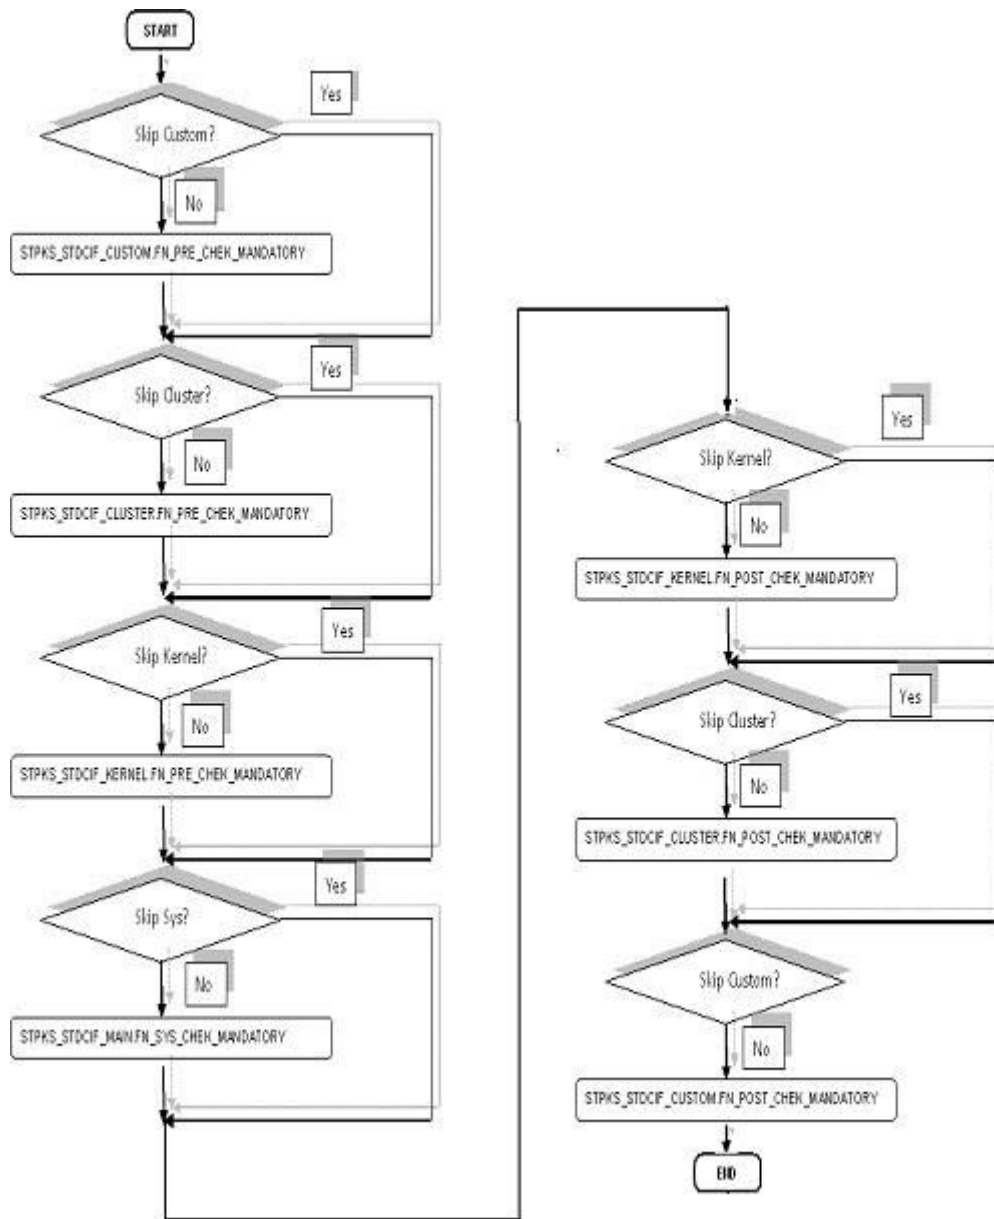 START
Yes
Skip Custom?
No
STPKS_STDCIF_CUSTOM.FN_PRE_CHEK_MANDATORY
Yes
Skip Cluster?
No
STPKS_STDCIF_CLUSTER.FN_PRE_CHEK_MANDATORY
Yes
Skip Kernel?
No
STPKS_STDCIF_KERNEL.FN_PRE_CHEK_MANDATORY
Yes
Skip Sys?
No
STPKS_STDCIF_MAIN.FN_SYS_CHEK_MANDATORY
Yes
Skip Kernel?
No
STPKS_STDCIF_KERNEL.FN_POST_CHEK_MANDATORY
Yes
Skip Cluster?
No
STPKS_STDCIF_CLUSTER.FN_POST_CHEK_MANDATORY
Skip Custom?
No
STPKS_STDCIF_CUSTOM.FN_POST_CHEK_MANDATORY
END